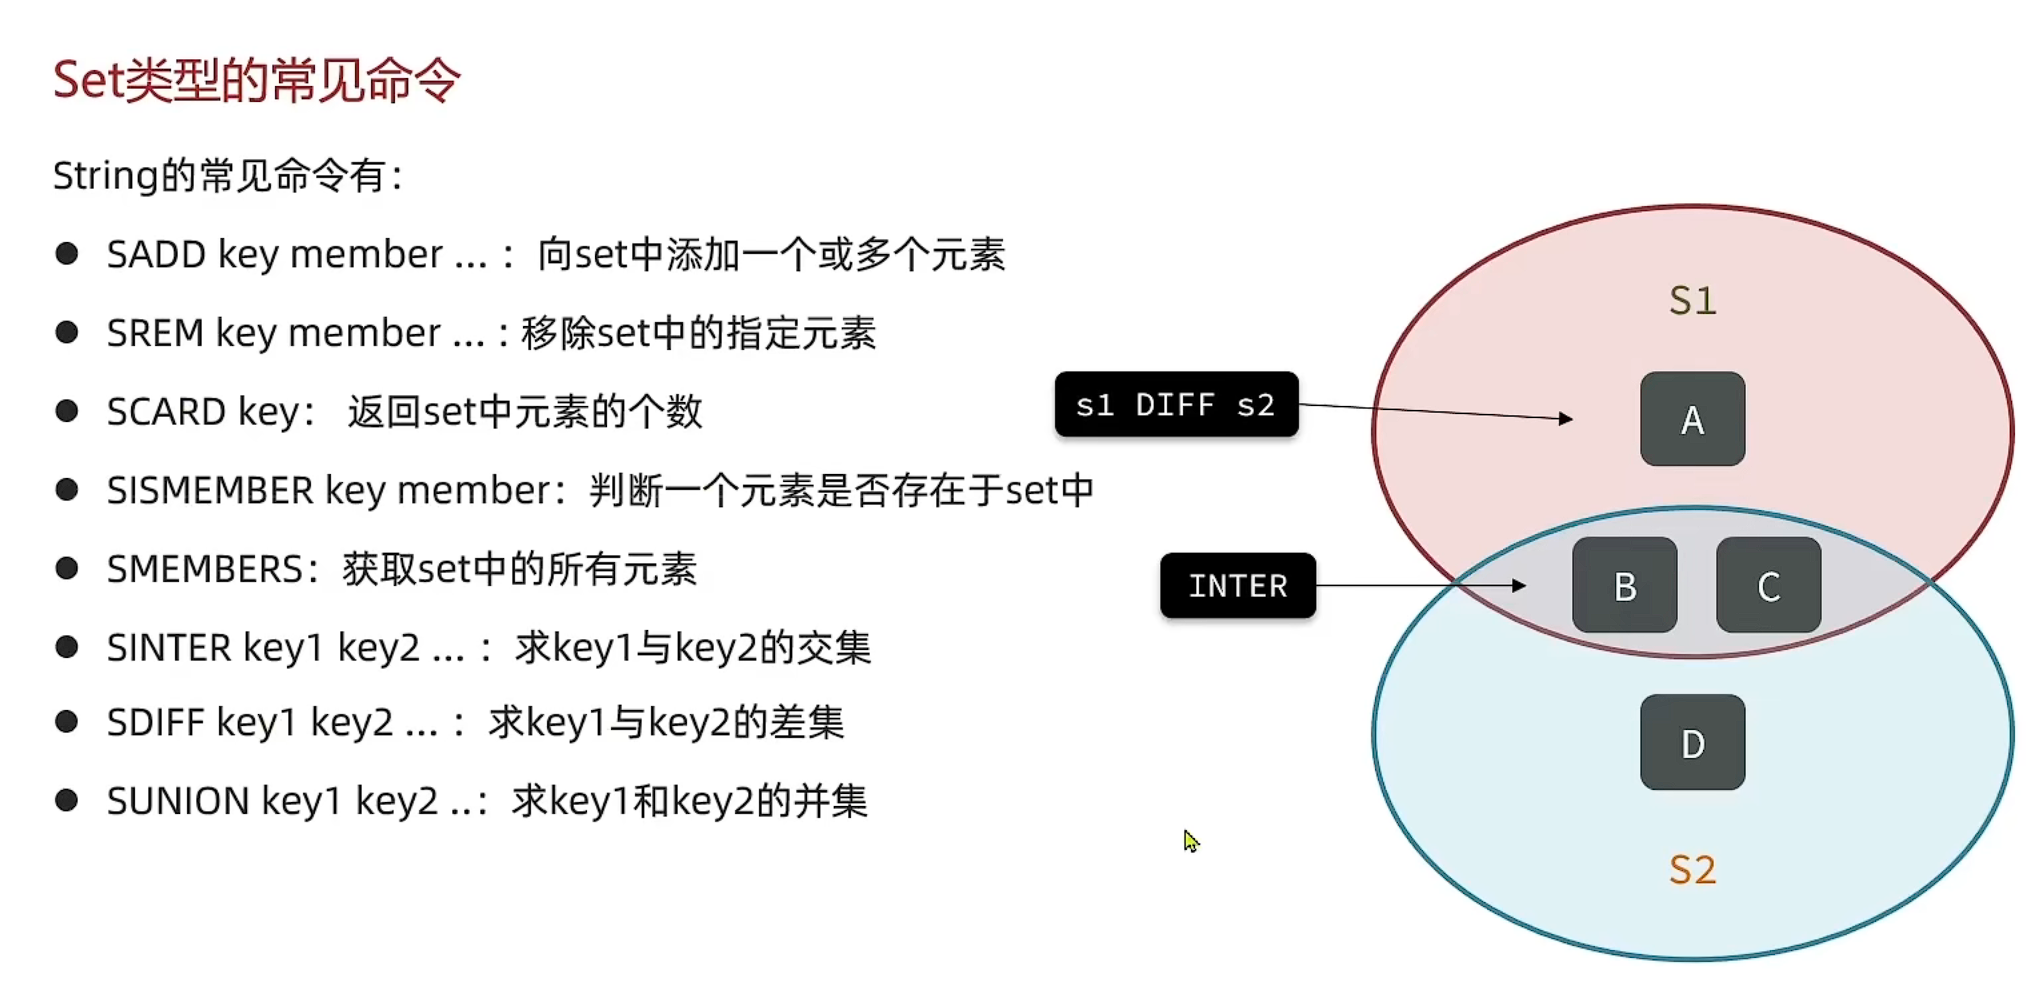 Set类型的常见命令
String的常见命令有：
● SADD key member ... ：向set中添加一个或多个元素
● SREM key member ... : 移除set中的指定元素
● SCARD key： 返回set中元素的个数
● SISMEMBER key member：判断一个元素是否存在于set中
● SMEMBERS：获取set中的所有元素
● SINTER key1 key2 ... ：求key1与key2的交集
● SDIFF key1 key2 ... ：求key1与key2的差集
● SUNION key1 key2 ..：求key1和key2的并集
S1
s1 DIFF s2
A
INTER
B C
D
S2